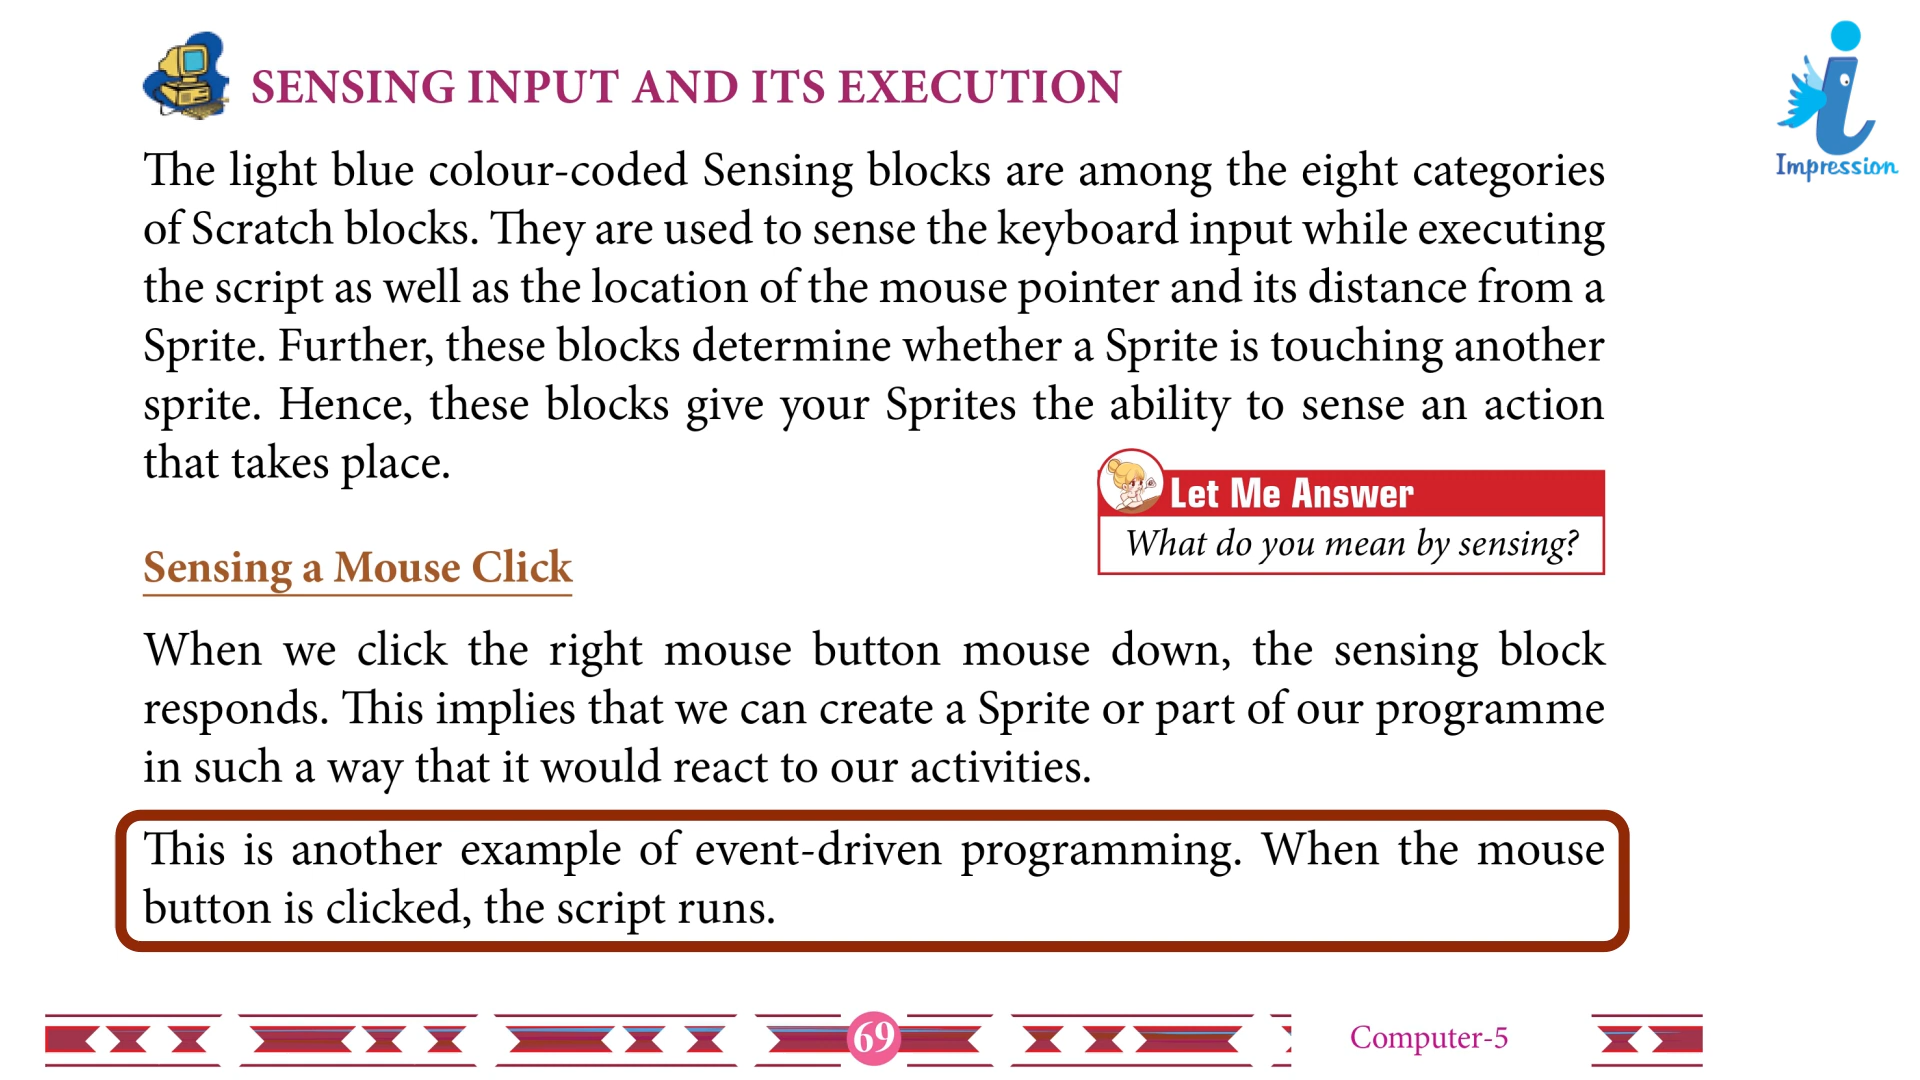 SENSING INPUT AND ITS EXECUTION
Impression
The light blue colour-coded Sensing blocks are among the eight categories
of Scratch blocks. They are used to sense the keyboard input while executing
the script as well as the location of the mouse pointer and its distance from a
Sprite. Further, these blocks determine whether a Sprite is touching another
sprite. Hence, these blocks give your Sprites the ability to sense an action
that takes place.
Let Me Answer
What do you mean by sensing?
Sensing a Mouse Click
When we click the right mouse button mouse down, the sensing block
responds. This implies that we can create a Sprite or part of our programme
in such a way that it would react to our activities.
This is another example of event-driven programming. When the mouse
button is clicked, the script runs.
69
Computer-5